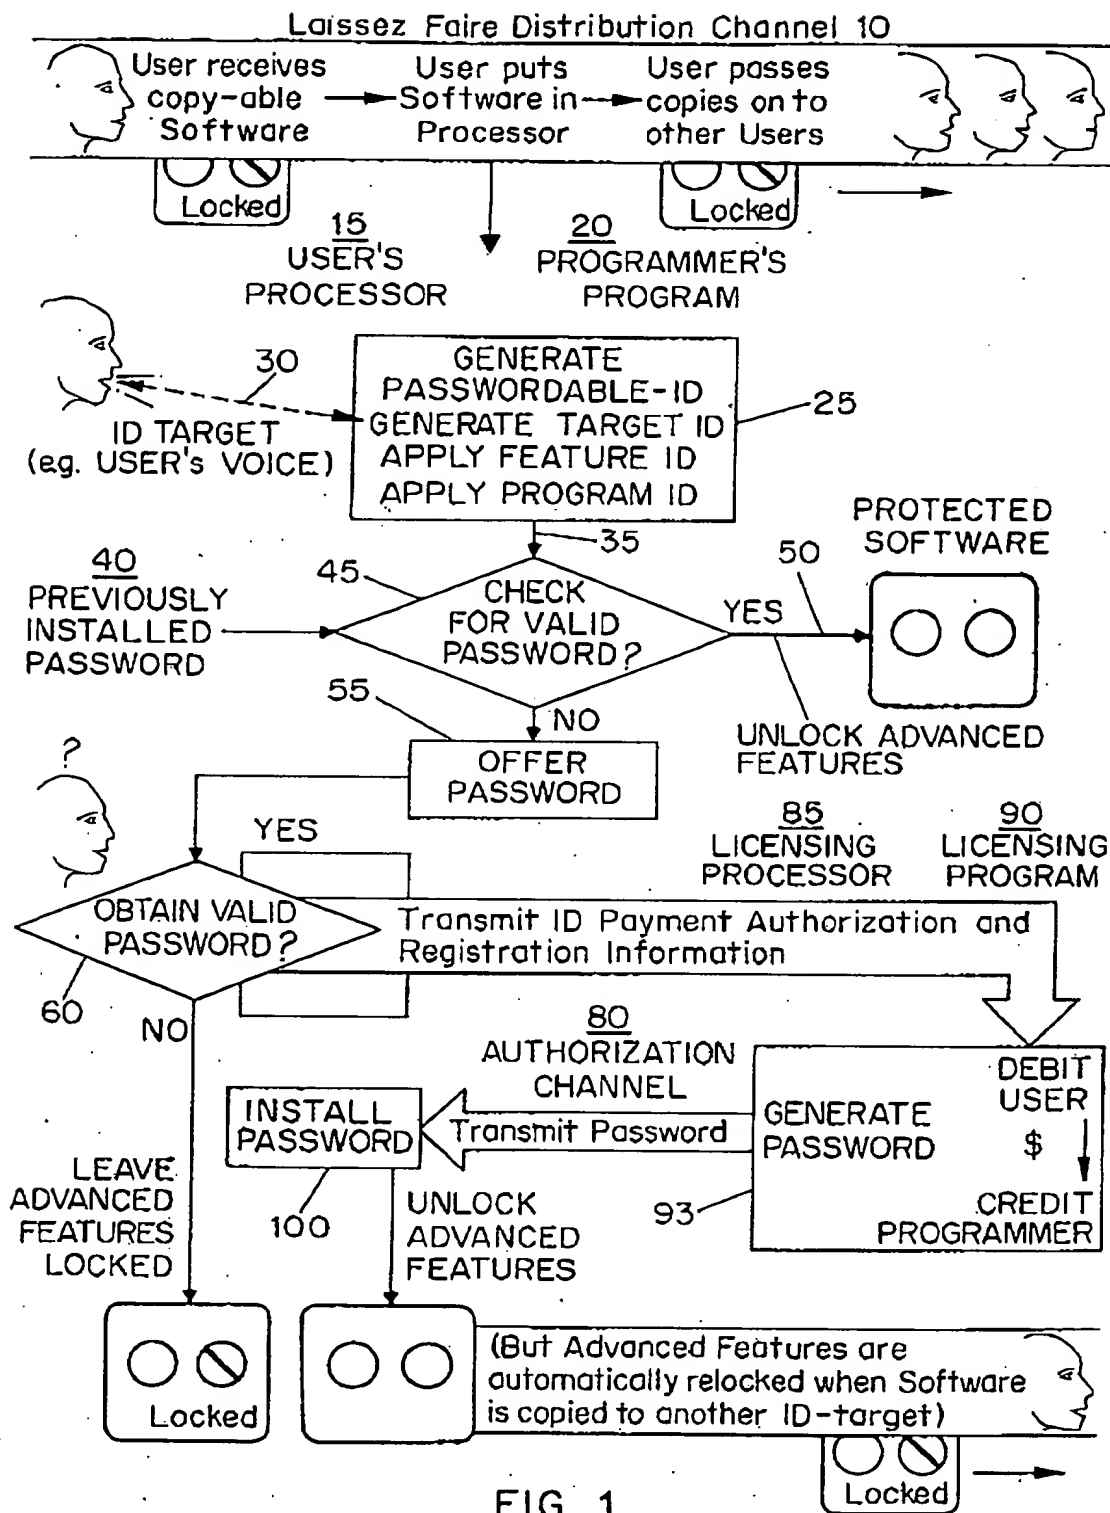 Laissez Faire Distribution Channel 10
User receives
copy-able
Software
User puts
Software in
Processor
User passes
copies on to
other Users
Locked
Locked
15
USER'S
PROCESSOR
20
PROGRAMMER'S
PROGRAM
30
ID TARGET
(e.g. USER's VOICE)
GENERATE
PASSWORDABLE-ID
GENERATE TARGET ID
APPLY FEATURE ID
APPLY PROGRAM ID
25
35
40
PREVIOUSLY
INSTALLED
PASSWORD
45
CHECK
FOR VALID
PASSWORD?
YES
50
PROTECTED
SOFTWARE
UNLOCK ADVANCED
FEATURES
NO
55
OFFER
PASSWORD
?
YES
85
LICENSING
PROCESSOR
90
LICENSING
PROGRAM
OBTAIN VALID
PASSWORD?
60
Transmit ID Payment Authorization and
Registration Information
NO
80
AUTHORIZATION
CHANNEL
INSTALL
PASSWORD
100
Transmit Password
GENERATE
PASSWORD
DEBIT
USER
$
CREDIT
PROGRAMMER
93
LEAVE
ADVANCED
FEATURES
LOCKED
UNLOCK
ADVANCED
FEATURES
Locked
(But Advanced Features are
automatically relocked when Software
is copied to another ID-target)
Locked
FIG. 1